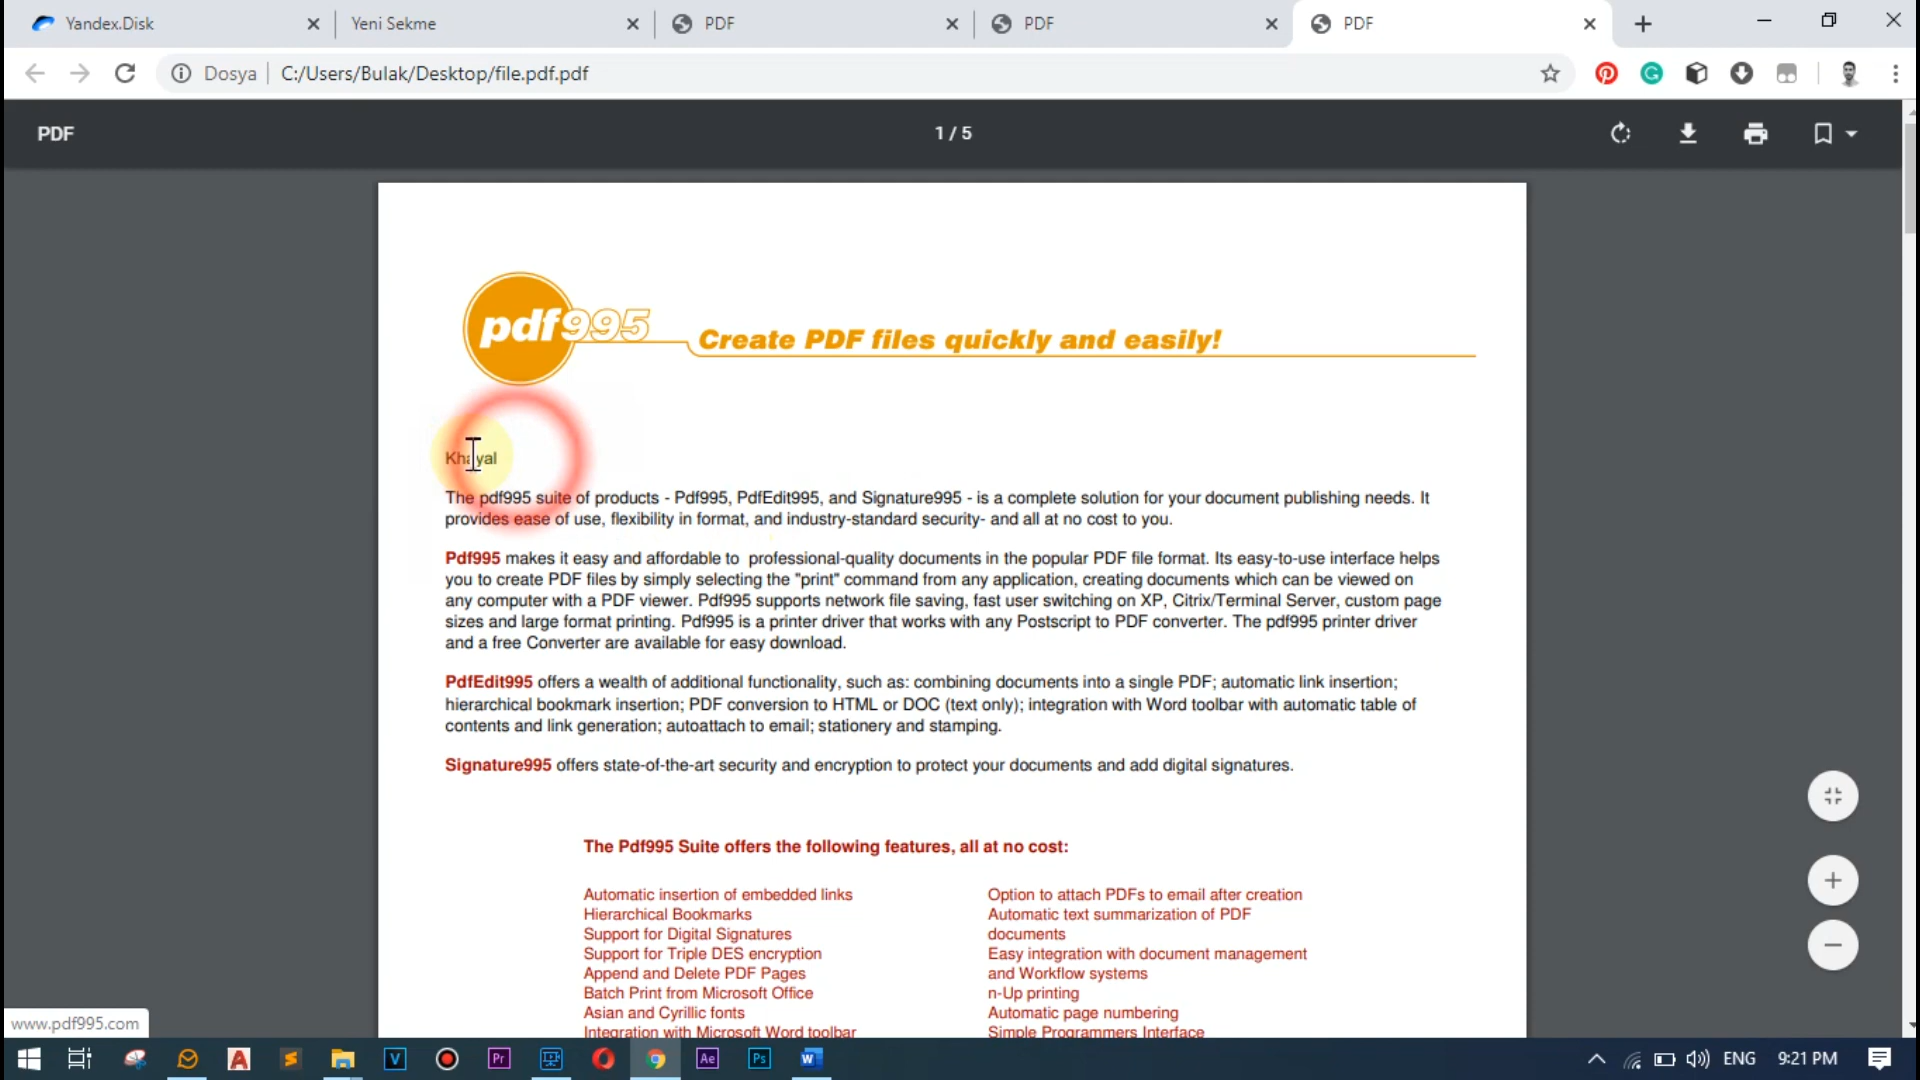 Yandex.Disk
Yeni Sekme
PDF
PDF
PDF
Dosya
C:/Users/Bulak/Desktop/file.pdf.pdf
PDF
1 / 5
pdf995
Create PDF files quickly and easily!
Khayal
The pdf995 suite of products - Pdf995, PdfEdit995, and Signature995 - is a complete solution for your document publishing needs. It
provides ease of use, flexibility in format, and industry-standard security- and all at no cost to you.
Pdf995 makes it easy and affordable to professional-quality documents in the popular PDF file format. Its easy-to-use interface helps
you to create PDF files by simply selecting the "print" command from any application, creating documents which can be viewed on
any computer with a PDF viewer. Pdf995 supports network file saving, fast user switching on XP, Citrix/Terminal Server, custom page
sizes and large format printing. Pdf995 is a printer driver that works with any Postscript to PDF converter. The pdf995 printer driver
and a free Converter are available for easy download.
PdfEdit995 offers a wealth of additional functionality, such as: combining documents into a single PDF; automatic link insertion;
hierarchical bookmark insertion; PDF conversion to HTML or DOC (text only); integration with Word toolbar with automatic table of
contents and link generation; autoattach to email; stationery and stamping.
Signature995 offers state-of-the-art security and encryption to protect your documents and add digital signatures.
The Pdf995 Suite offers the following features, all at no cost:
Automatic insertion of embedded links
Hierarchical Bookmarks
Support for Digital Signatures
Support for Triple DES encryption
Append and Delete PDF Pages
Batch Print from Microsoft Office
Asian and Cyrillic fonts
Integration with Microsoft Word toolbar
Option to attach PDFs to email after creation
Automatic text summarization of PDF
documents
Easy integration with document management
and Workflow systems
n-Up printing
Automatic page numbering
Simple Programmers Interface
www.pdf995.com
Pr
Ae
Ps
ENG
9:21 PM